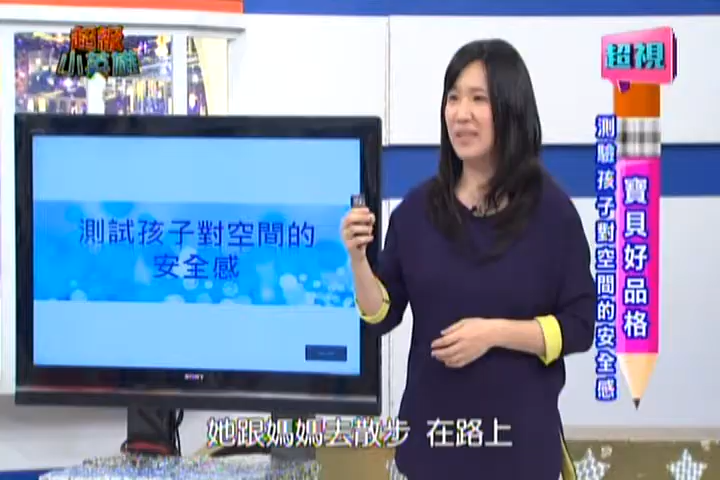 超級
小英雄
超視
測驗孩子對空間的安全感
寶貝好品格
測試孩子對空間的
安全感
SONY
她跟媽媽去散步 在路上